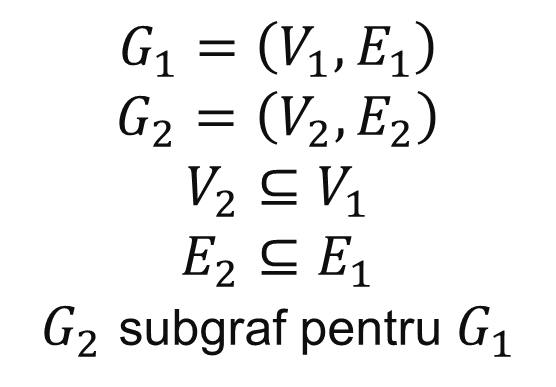 G₁ = (V₁, E₁)
G₂ = (V₂, E₂)
V₂ ⊆ V₁
E₂ ⊆ E₁
G₂ subgraf pentru G₁